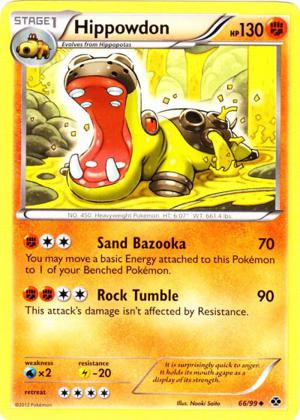 STAGE1
Hippowdon
HP130
Evolves from Hippopotas
NO. 450 Heavyweight Pokémon HT: 6'07" WT: 661.4 lbs.
Sand Bazooka 70
You may move a basic Energy attached to this Pokémon
to 1 of your Benched Pokémon.
Rock Tumble 90
This attack's damage isn't affected by Resistance.
weakness
×2
resistance
-20
retreat
It is surprisingly quick to anger.
It holds its mouth agape as a
display of its strength.
©2012 Pokémon
Illus. Naoki Saito
66/99